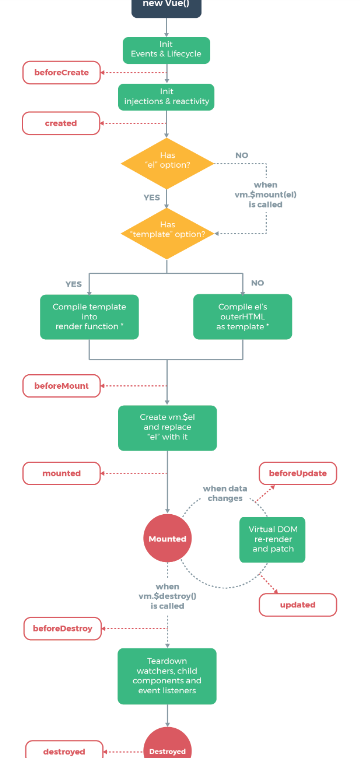 new Vue()
Init
Events & Lifecycle
beforeCreate
Init
Injections & reactivity
created
Has
"el" option?
NO
when
vm.$mount(el)
is called
YES
Has
"template" option?
YES
NO
Compile template
into
render function *
Compile el's
outerHTML
as template *
beforeMount
Create vm.$el
and replace
"el" with it
mounted
when data
changes
beforeUpdate
Mounted
Virtual DOM
re-render
and patch
when
vm.$destroy()
is called
updated
beforeDestroy
Teardown
watchers, child
components and
event listeners
destroyed
Destroyed